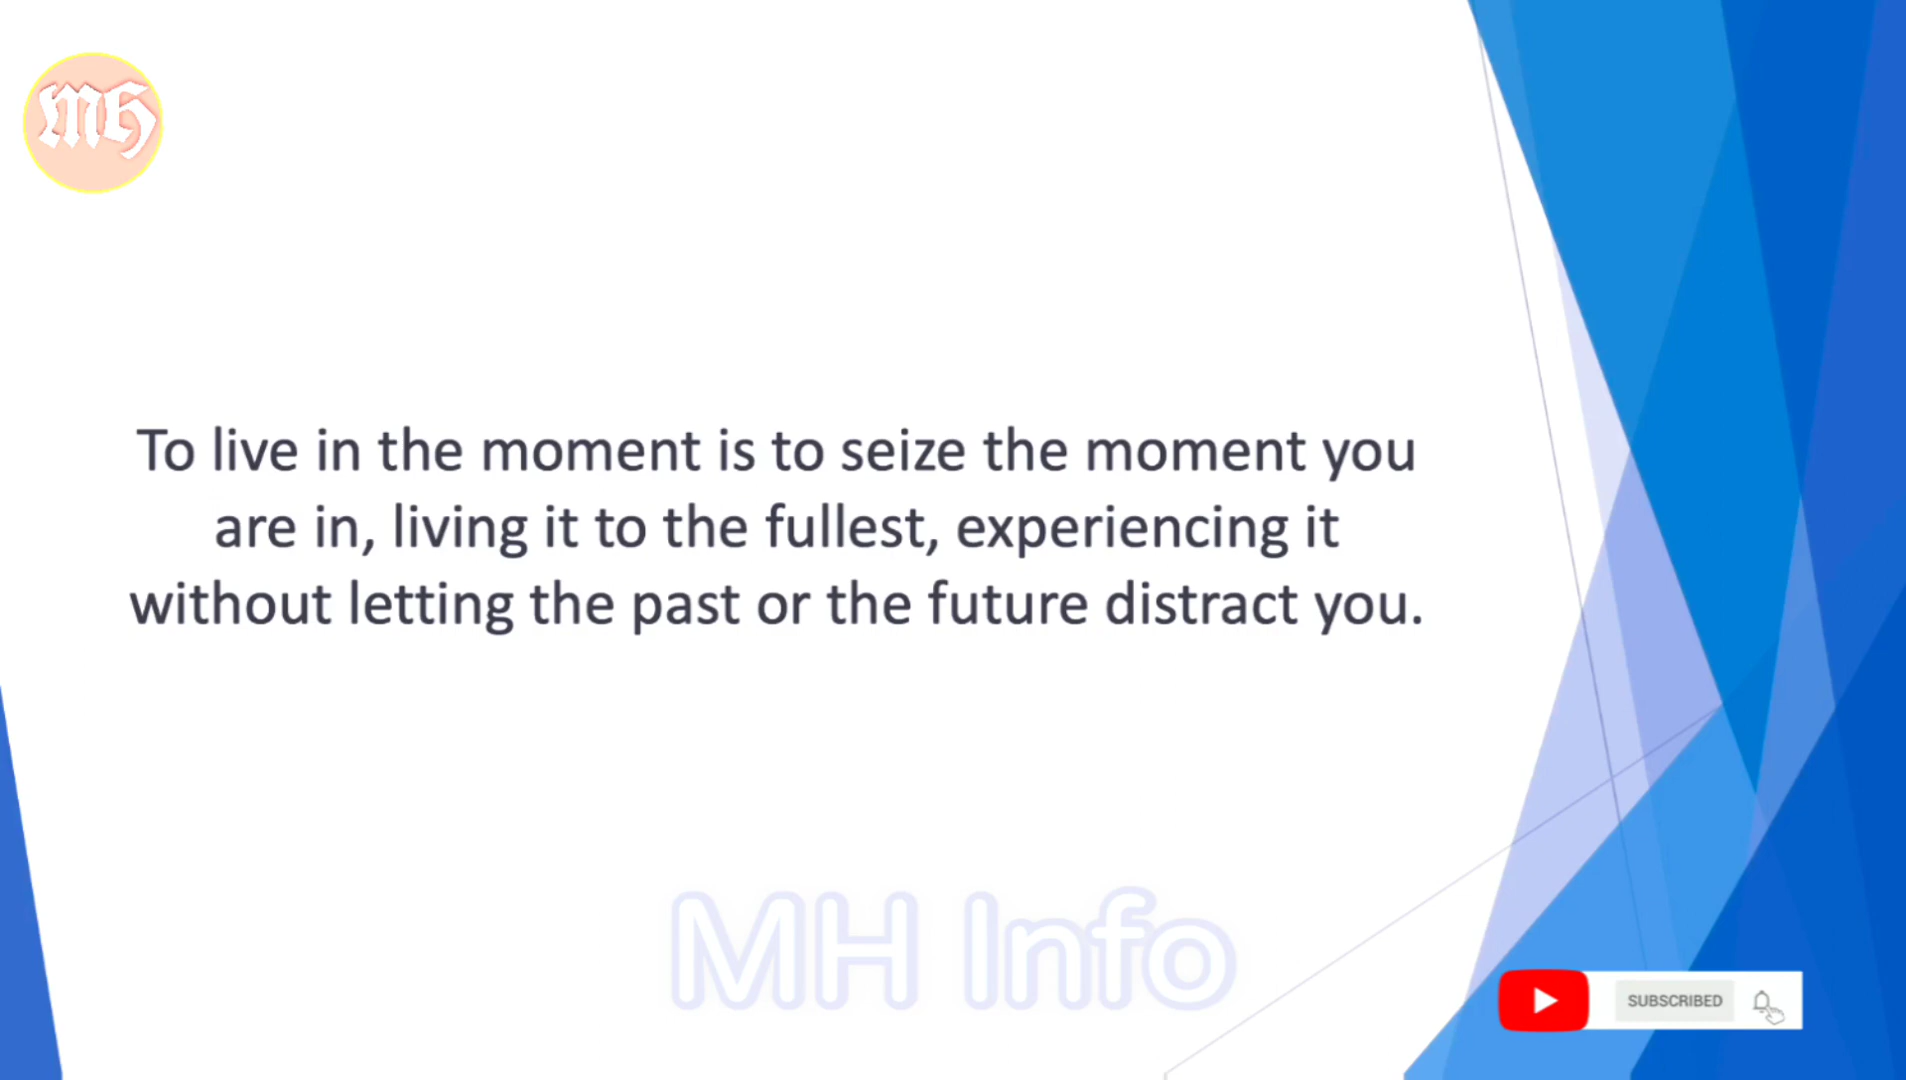 MH
To live in the moment is to seize the moment you
are in, living it to the fullest, experiencing it
without letting the past or the future distract you.
MH Info
SUBSCRIBED